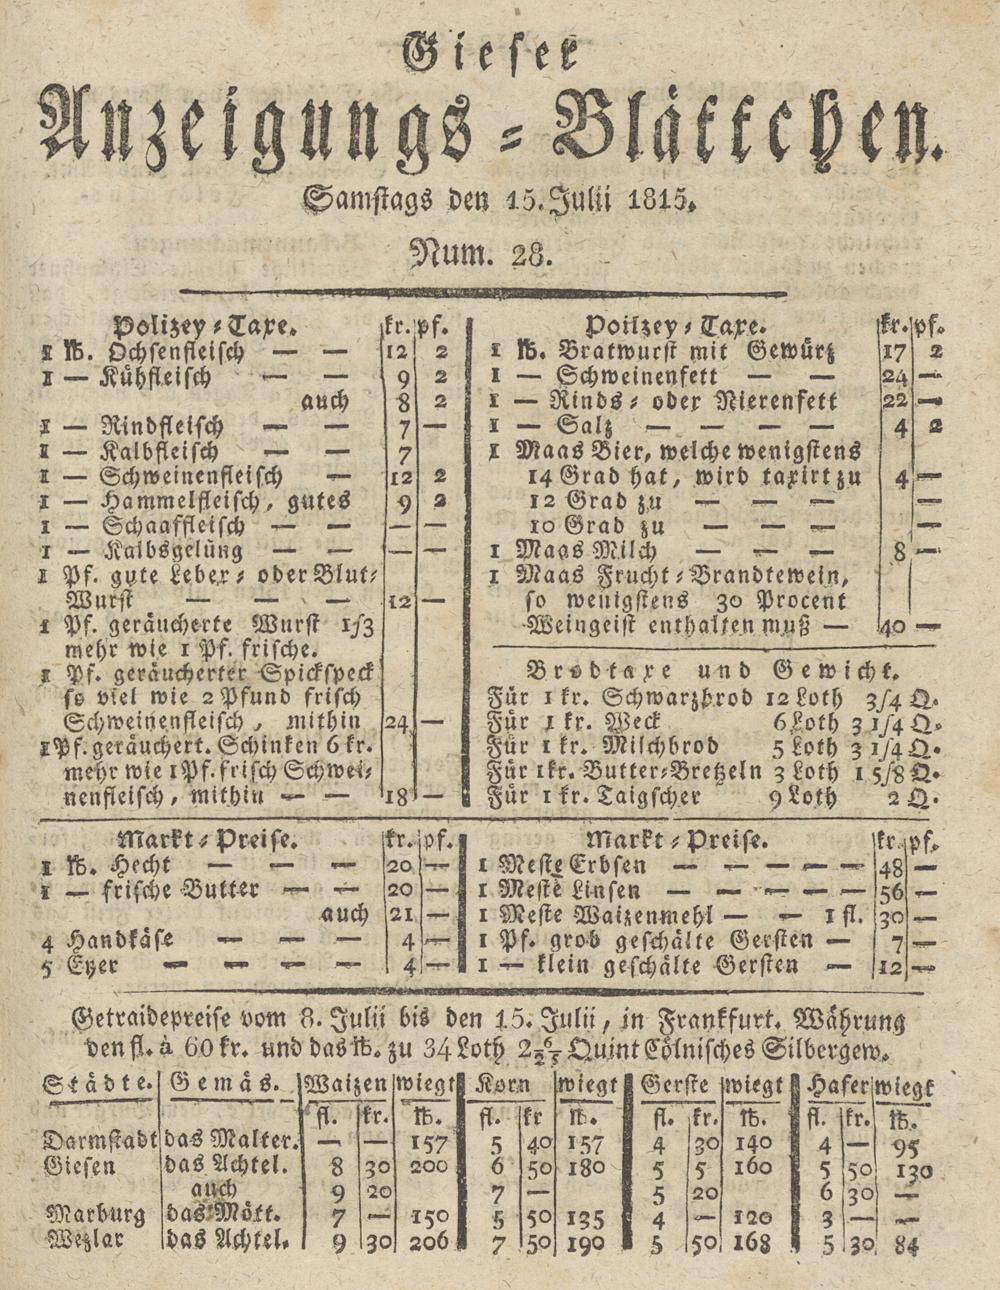 Gieser
Anzeigungs-Blättchen.
Samstags den 15. Julii 1815.
Num. 28.
Polizey-Taxe. kr. pf.
1 ℔. Ochsenfleisch — — 12 2
1 — Kühfleisch — — 9 2
auch 8 2
1 — Rindfleisch — — 7 —
1 — Kalbfleisch — — 7
1 — Schweinenfleisch — 12 2
1 — Hammelfleisch, gutes 9 2
1 — Schaaffleisch — — — —
1 — Kalbsgelüng — — — —
1 Pf. gute Leber- oder Blut-
Wurst — — — 12 —
1 Pf. geräucherte Wurst 1/3
mehr wie 1 Pf. frische.
1 Pf. geräucherter Spickspeck
so viel wie 2 Pfund frisch
Schweinenfleisch, mithin 24 —
1 Pf. geräuchert. Schinken 6 kr.
mehr wie 1 Pf. frisch Schwei-
nenfleisch, mithin — — 18 —
Poilzey-Taxe. kr. pf.
1 ℔. Bratwurst mit Gewürz 17 2
1 — Schweinenfett — — 24 —
1 — Rinds- oder Nierenfett 22 —
1 — Salz — — — — 4 2
1 Maas Bier, welche wenigstens
14 Grad hat, wird taxirt zu 4 —
12 Grad zu — — — —
10 Grad zu — — — —
1 Maas Milch — — — 8 —
1 Maas Frucht-Brandtewein,
so wenigstens 30 Procent
Weingeist enthalten muß — 40 —
Brodtaxe und Gewicht.
Für 1 kr. Schwarzbrod 12 Loth 3/4 Q.
Für 1 kr. Weck 6 Loth 3 1/4 Q.
Für 1 kr. Milchbrod 5 Loth 3 1/4 Q.
Für 1 kr. Butter-Bretzeln 3 Loth 1 5/8 Q.
Für 1 kr. Taigscher 9 Loth 2 Q.
Markt-Preise. kr. pf.
1 ℔. Hecht — — — 20 —
1 — frische Butter — — 20 —
auch 21 —
4 Handkäse — — — 4 —
5 Eyer — — — — 4 —
Markt-Preise. kr. pf.
1 Meste Erbsen — — — — — 48 —
1 Meste Linsen — — — — — 56 —
1 Meste Waizenmehl — — 1 fl. 30 —
1 Pf. grob geschälte Gersten — 7 —
1 — klein geschälte Gersten — 12 —
Getraidepreise vom 8. Julii bis den 15. Julii, in Frankfurt. Währung
den fl. à 60 kr. und das ℔. zu 34 Loth Quint Cölnisches Silbergew.
Städte. Gemäs. Waizen wiegt Korn wiegt Gerste wiegt Hafer wiegt
fl. kr. ℔. fl. kr ℔. fl. kr. ℔. fl. kr. ℔.
Darmstadt das Malter. — — 157 5 40 157 4 30 140 4 — 95
Giesen das Achtel. 8 30 200 6 50 180 5 5 160 5 50 130
auch 9 20 7 — 5 20 6 30 —
Marburg das Mött. 7 — 150 5 50 135 4 — 120 3 — —
Wezlar das Achtel. 9 30 206 7 50 190 5 50 168 5 30 84